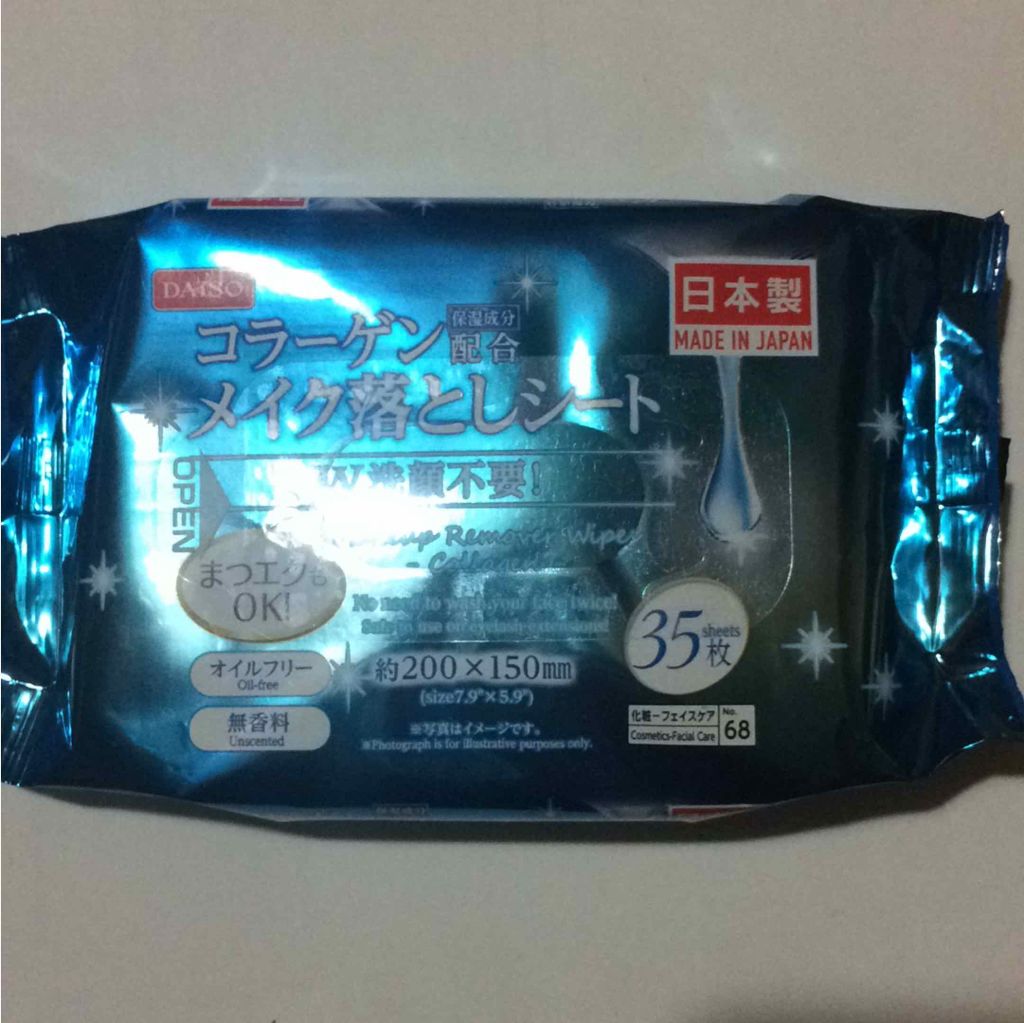 DAISO
コラーゲン 保湿成分 配合
メイク落としシート
日本製
MADE IN JAPAN
OPEN
洗顔不要!
Remover Wipes
まつエクも
OK!
No need to wash your face twice!
Safe to use on eyelash extensions!
35 sheets 枚
オイルフリー
Oil-free
約200×150mm
(size7.9"×5.9")
無香料
Unscented
※写真はイメージです。
※Photograph is for illustrative purposes only.
化粧-フェイスケア
Cosmetics-Facial Care
No. 68